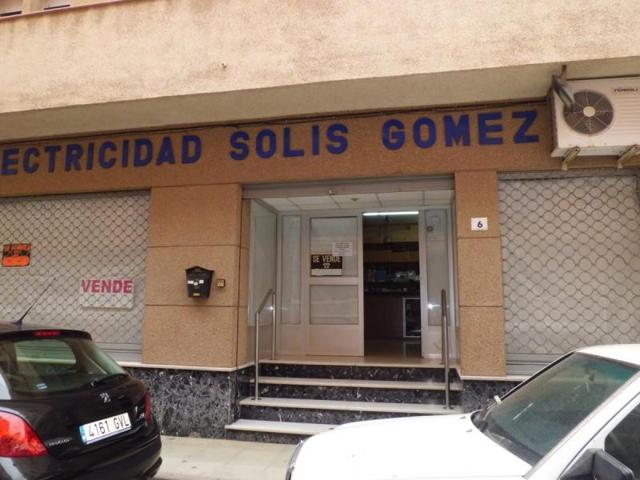 ECTRICIDAD SOLIS GOMEZ
6
SE VENDE
VENDE
4161 GVL